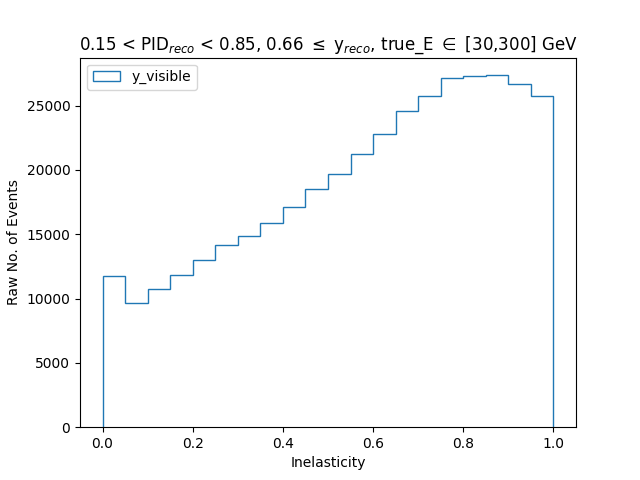 0.15 < PID_reco < 0.85, 0.66 ≤ y_reco, true_E ∈ [30,300] GeV
y_visible
25000
20000
15000
10000
5000
0
Raw No. of Events
0.0 0.2 0.4 0.6 0.8 1.0
Inelasticity